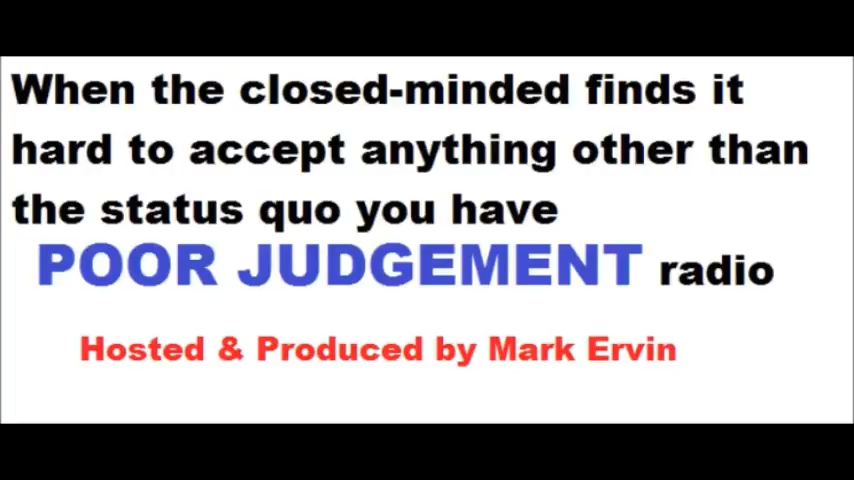 When the closed-minded finds it
hard to accept anything other than
the status quo you have
POOR JUDGEMENT radio
Hosted & Produced by Mark Ervin